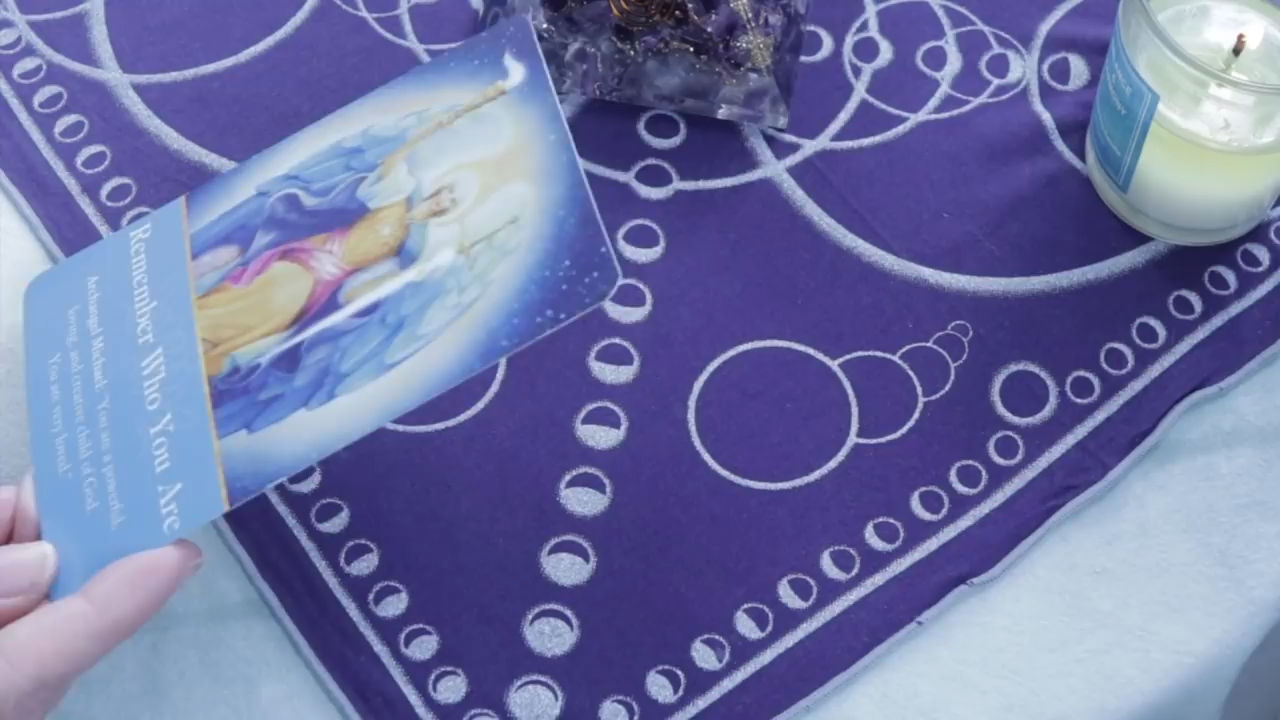 Remember Who You Are
Archangel Michael: "You are a powerful,
loving, and creative child of God.
You are very loved."